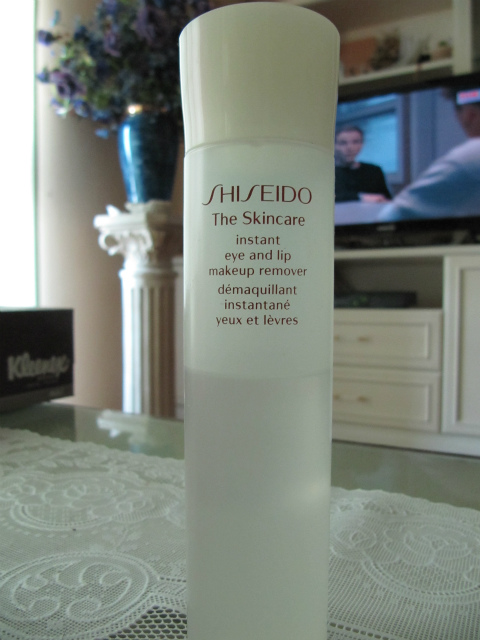 SHISEIDO
The Skincare
instant
eye and lip
makeup remover
démaquillant
instantané
yeux et lèvres
Kleenex